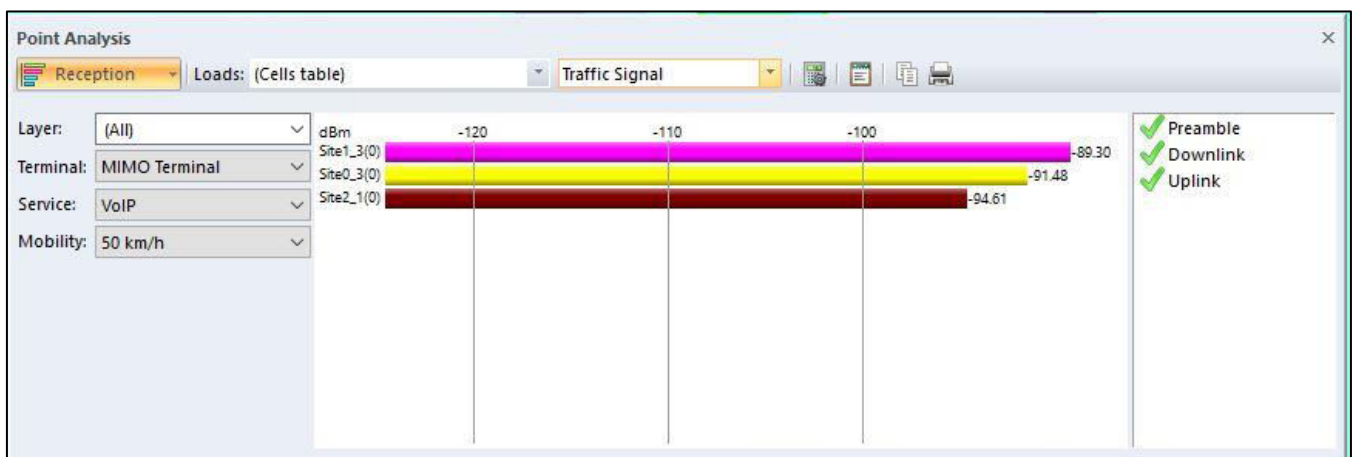 Point Analysis
Reception Loads: (Cells table) Traffic Signal
Layer: (All)
Terminal: MIMO Terminal
Service: VoIP
Mobility: 50 km/h
dBm -120 -110 -100
Site1_3(0) -89.30
Site0_3(0) -91.48
Site2_1(0) -94.61
Preamble
Downlink
Uplink